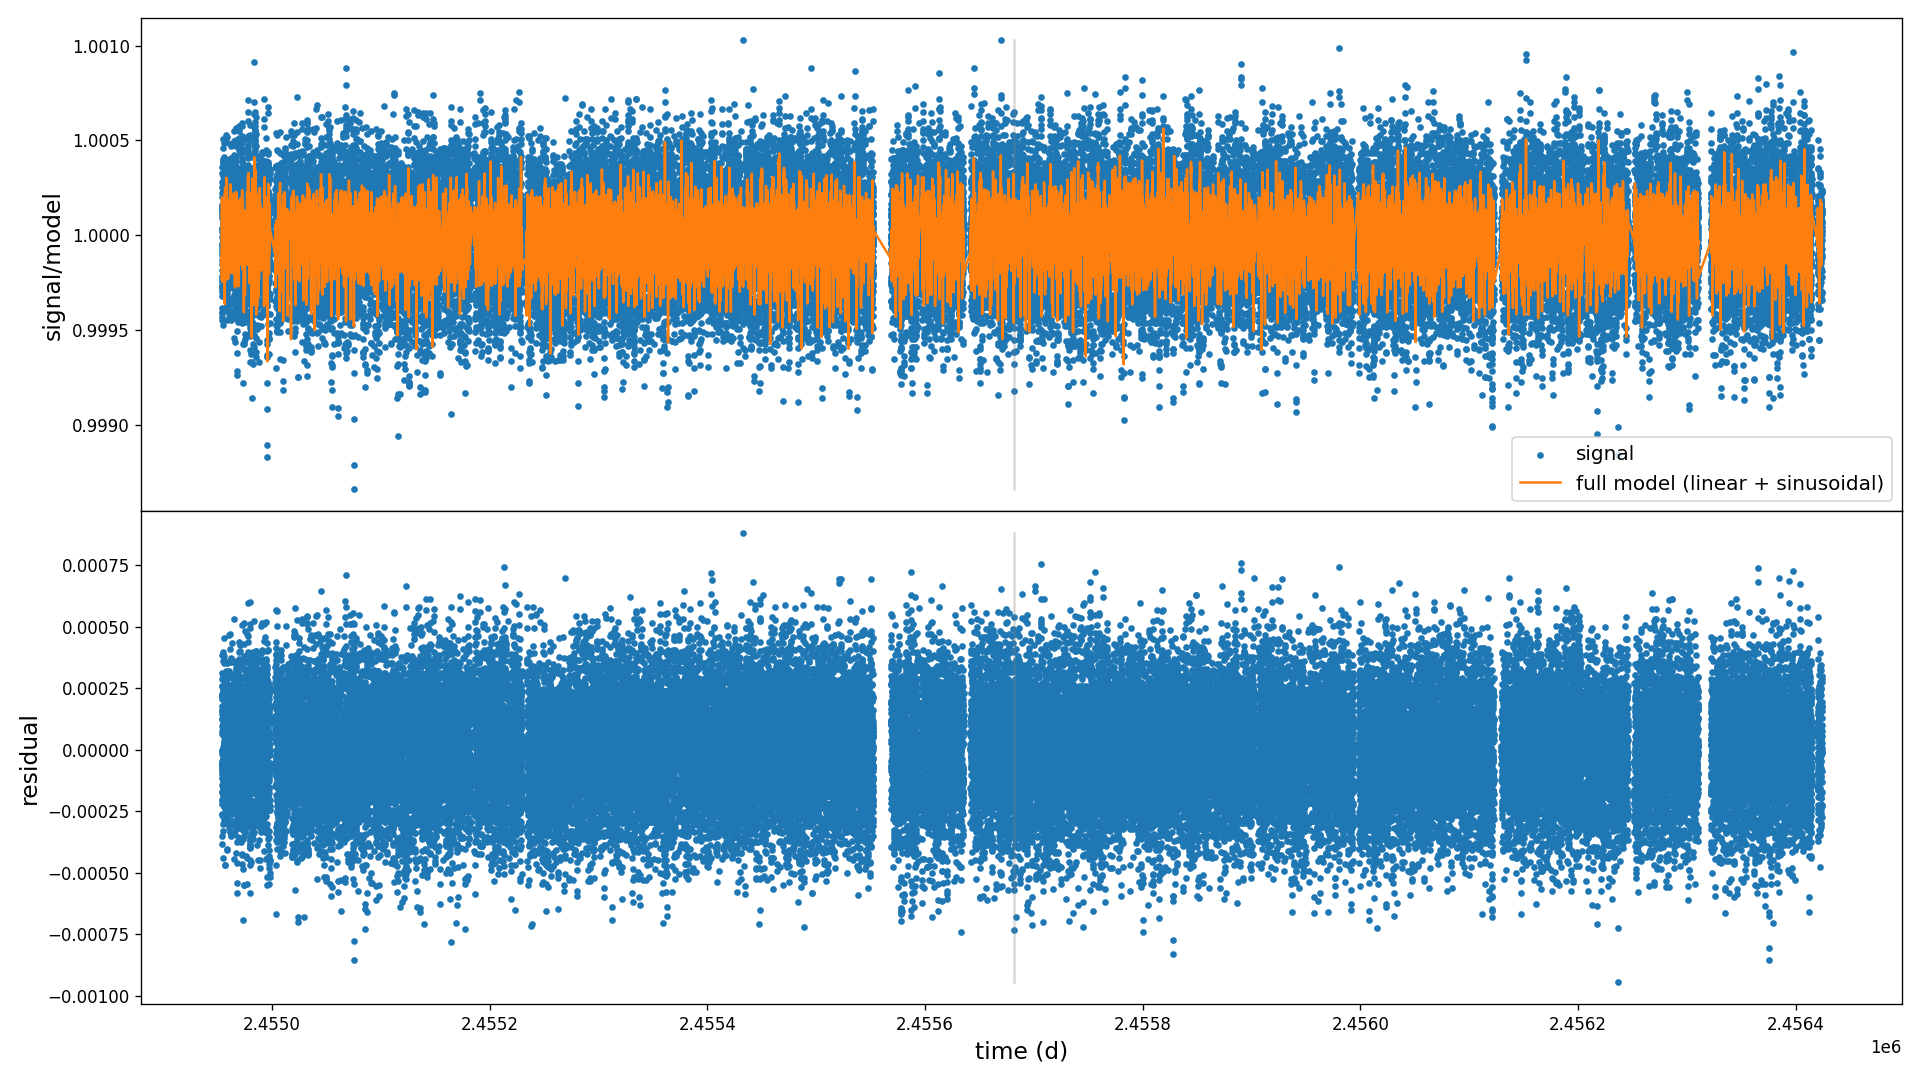 1.0010
1.0005
1.0000
0.9995
0.9990
signal/model
signal
full model (linear + sinusoidal)
0.00075
0.00050
0.00025
0.00000
−0.00025
−0.00050
−0.00075
−0.00100
residual
2.4550 2.4552 2.4554 2.4556 2.4558 2.4560 2.4562 2.4564
time (d)
1e6